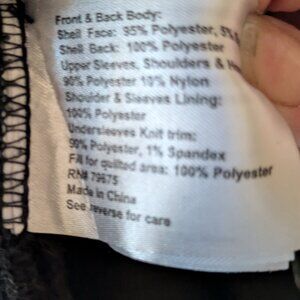 Front & Back Body:
Shell Face: 95% Polyester, 5%
Shell Back: 100% Polyester
Upper Sleeves, Shoulders &
90% Polyester 10% Nylon
Shoulder & Sleeves Lining:
100% Polyester
Undersleeves Knit trim:
99% Polyester, 1% Spandex
Fill for quilted area: 100% Polyester
RN# 79675
Made in China
See reverse for care